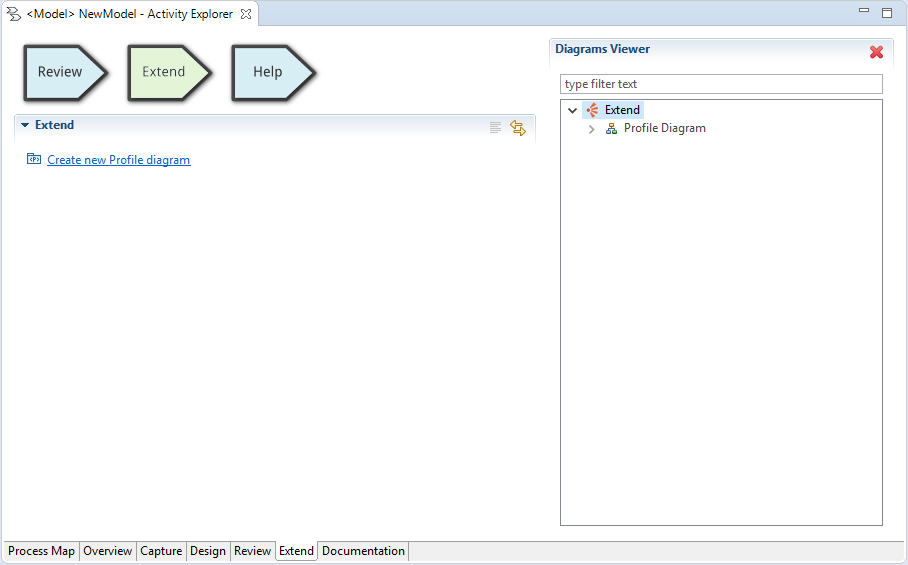 <Model> NewModel - Activity Explorer
Review
Extend
Help
Extend
Create new Profile diagram
Diagrams Viewer
type filter text
Extend
Profile Diagram
Process Map
Overview
Capture
Design
Review
Extend
Documentation